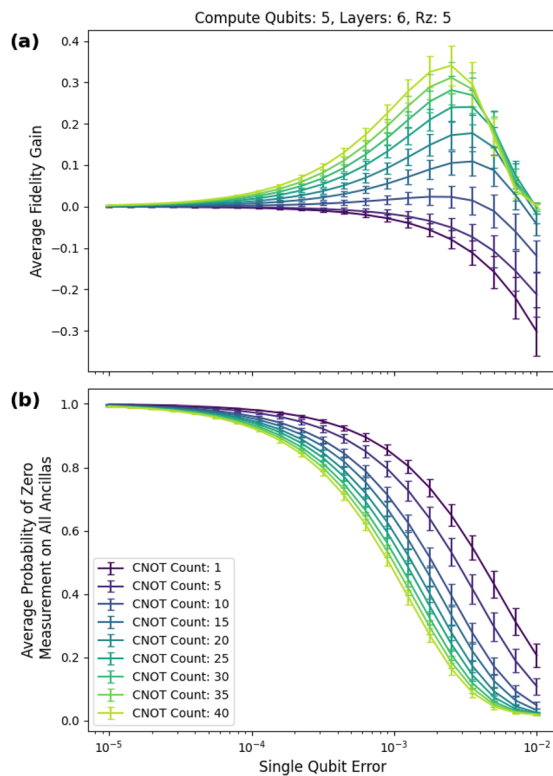 Compute Qubits: 5, Layers: 6, Rz: 5
(a)
0.4
0.3
0.2
0.1
0.0
−0.1
−0.2
−0.3
Average Fidelity Gain
(b)
1.0
0.8
0.6
0.4
0.2
0.0
Average Probability of Zero
Measurement on All Ancillas
CNOT Count: 1
CNOT Count: 5
CNOT Count: 10
CNOT Count: 15
CNOT Count: 20
CNOT Count: 25
CNOT Count: 30
CNOT Count: 35
CNOT Count: 40
10⁻⁵ 10⁻⁴ 10⁻³ 10⁻²
Single Qubit Error